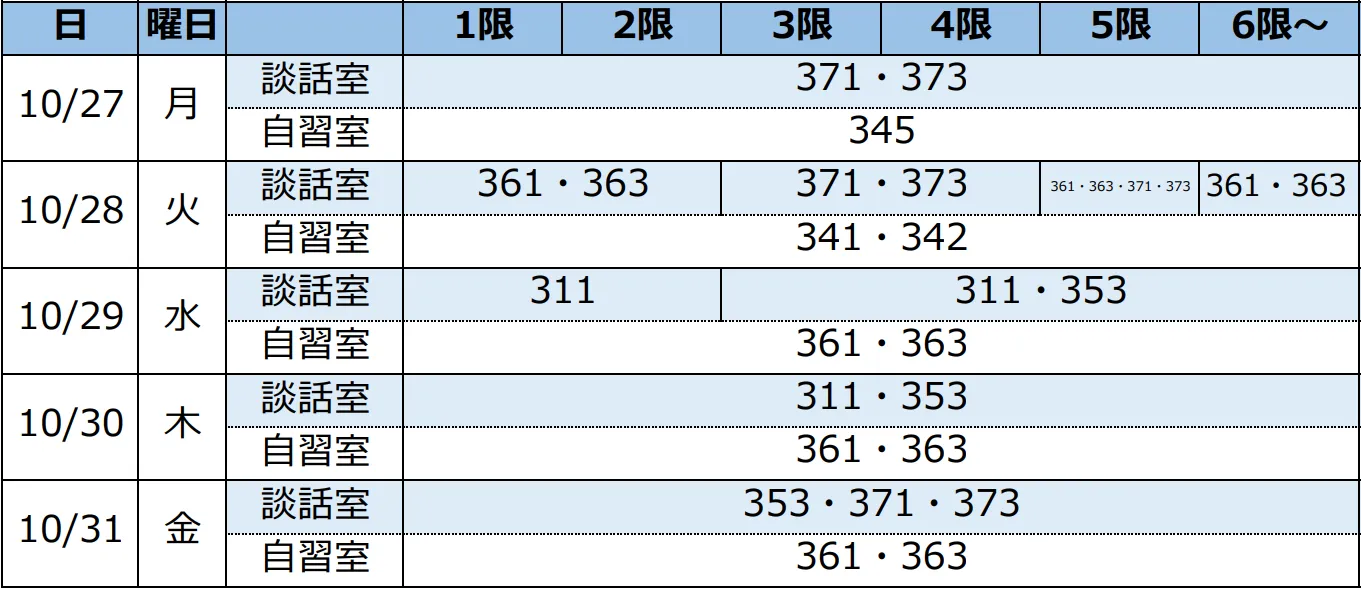 日 曜日 1限 2限 3限 4限 5限 6限～
10/27 月 談話室 371・373
自習室 345
10/28 火 談話室 361・363 371・373 361・363・371・373 361・363
自習室 341・342
10/29 水 談話室 311 311・353
自習室 361・363
10/30 木 談話室 311・353
自習室 361・363
10/31 金 談話室 353・371・373
自習室 361・363